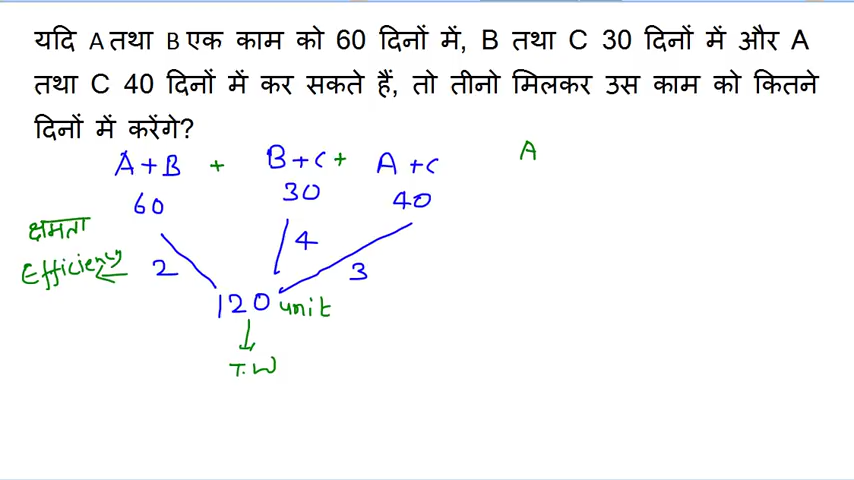 यदि A तथा B एक काम को 60 दिनों में, B तथा C 30 दिनों में और A
तथा C 40 दिनों में कर सकते हैं, तो तीनो मिलकर उस काम को कितने
दिनों में करेंगे?
A+B + B+C + A+C A
60 30 40
क्षमता
Efficiency 2 4 3
120 unit
T.W